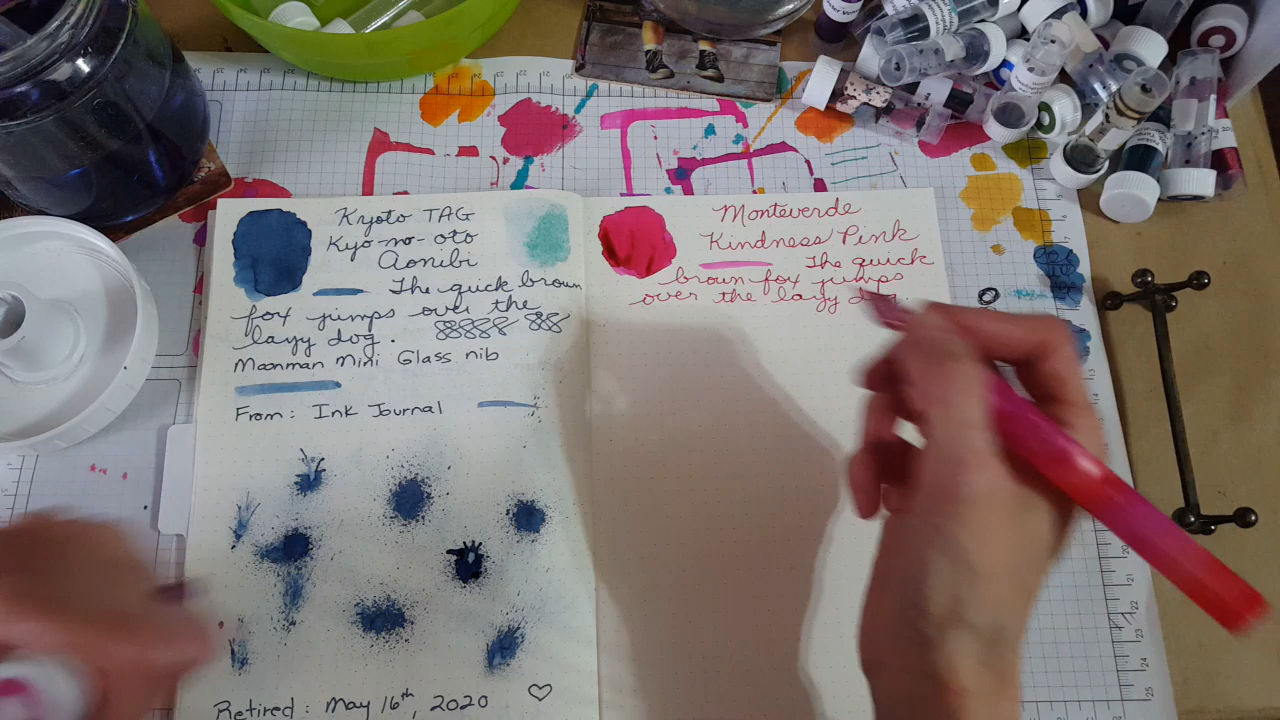 Kyoto TAG
Kyo-no-oto
Aonibi
The quick brown
fox jumps over the
lazy dog.
Moonman Mini Glass nib
From: Ink Journal
Retired: May 16th, 2020
Monteverde
Kindness Pink
The quick
brown fox jumps
over the lazy dog.